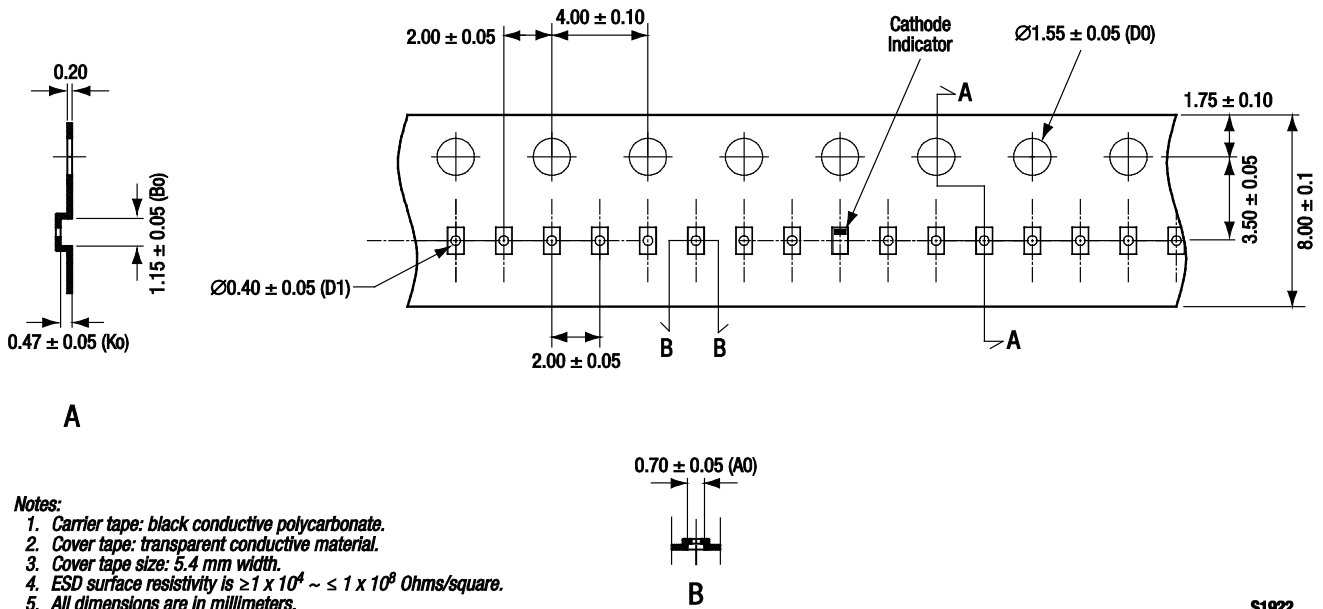 4.00 ± 0.10
2.00 ± 0.05
Cathode
Indicator
Ø1.55 ± 0.05 (D0)
0.20
A
1.75 ± 0.10
1.15 ± 0.05 (Bo)
3.50 ± 0.05
8.00 ± 0.1
Ø0.40 ± 0.05 (D1)
0.47 ± 0.05 (Ko)
B B
A
2.00 ± 0.05
A
0.70 ± 0.05 (A0)
Notes:
1. Carrier tape: black conductive polycarbonate.
2. Cover tape: transparent conductive material.
3. Cover tape size: 5.4 mm width.
4. ESD surface resistivity is ≥1 x 10⁴ ~ ≤ 1 x 10⁸ Ohms/square.
5. All dimensions are in millimeters.
B
S1922